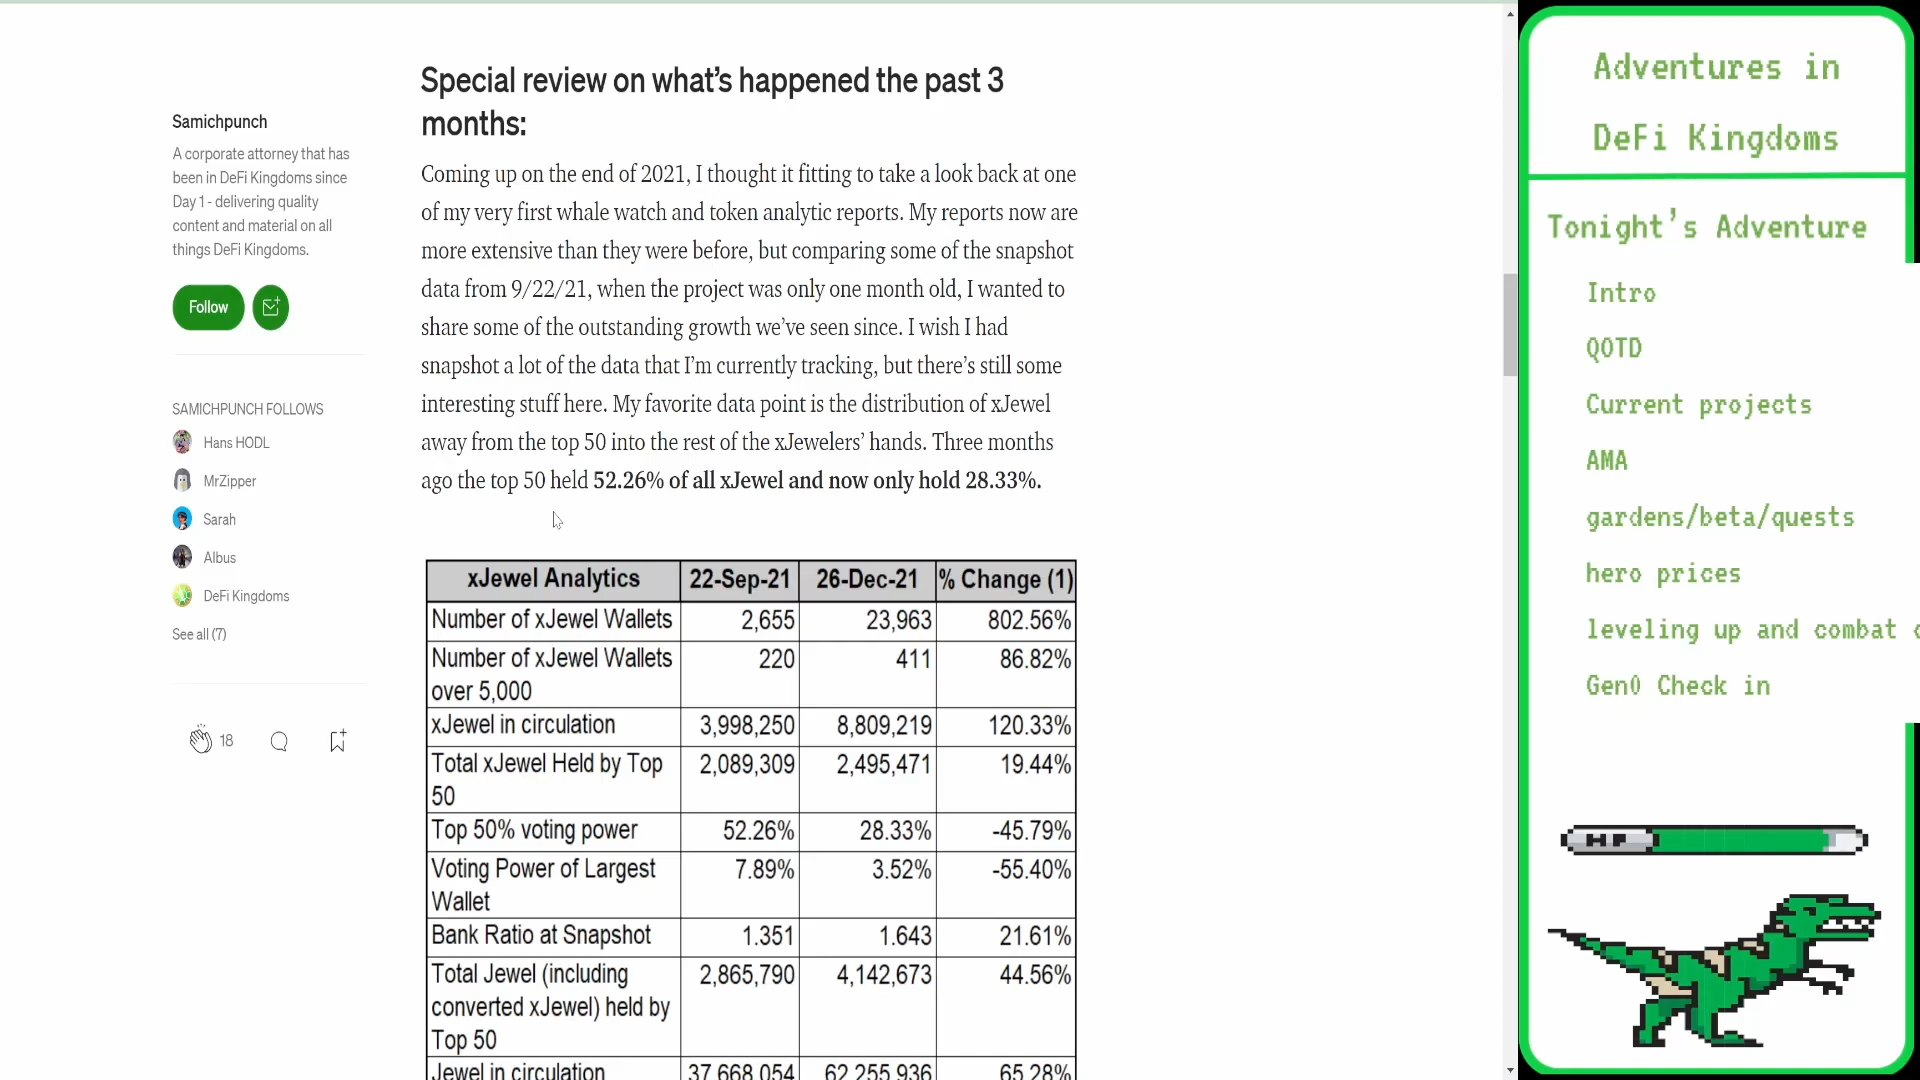 Special review on what's happened the past 3
months:
Samichpunch
A corporate attorney that has
been in DeFi Kingdoms since
Day 1 - delivering quality
content and material on all
things DeFi Kingdoms.
Follow
SAMICHPUNCH FOLLOWS
Hans HODL
MrZipper
Sarah
Albus
DeFi Kingdoms
See all (7)
18
Coming up on the end of 2021, I thought it fitting to take a look back at one
of my very first whale watch and token analytic reports. My reports now are
more extensive than they were before, but comparing some of the snapshot
data from 9/22/21, when the project was only one month old, I wanted to
share some of the outstanding growth we've seen since. I wish I had
snapshot a lot of the data that I'm currently tracking, but there's still some
interesting stuff here. My favorite data point is the distribution of xJewel
away from the top 50 into the rest of the xJewelers' hands. Three months
ago the top 50 held 52.26% of all xJewel and now only hold 28.33%.
xJewel Analytics 22-Sep-21 26-Dec-21 % Change (1)
Number of xJewel Wallets 2,655 23,963 802.56%
Number of xJewel Wallets 220 411 86.82%
over 5,000
xJewel in circulation 3,998,250 8,809,219 120.33%
Total xJewel Held by Top 2,089,309 2,495,471 19.44%
50
Top 50% voting power 52.26% 28.33% -45.79%
Voting Power of Largest 7.89% 3.52% -55.40%
Wallet
Bank Ratio at Snapshot 1.351 1.643 21.61%
Total Jewel (including 2,865,790 4,142,673 44.56%
converted xJewel) held by
Top 50
Jewel in circulation 37,668,054 62,255,936 65.28%
Adventures in
DeFi Kingdoms
Tonight's Adventure
Intro
QOTD
Current projects
AMA
gardens/beta/quests
hero prices
leveling up and combat
Gen0 Check in
HP